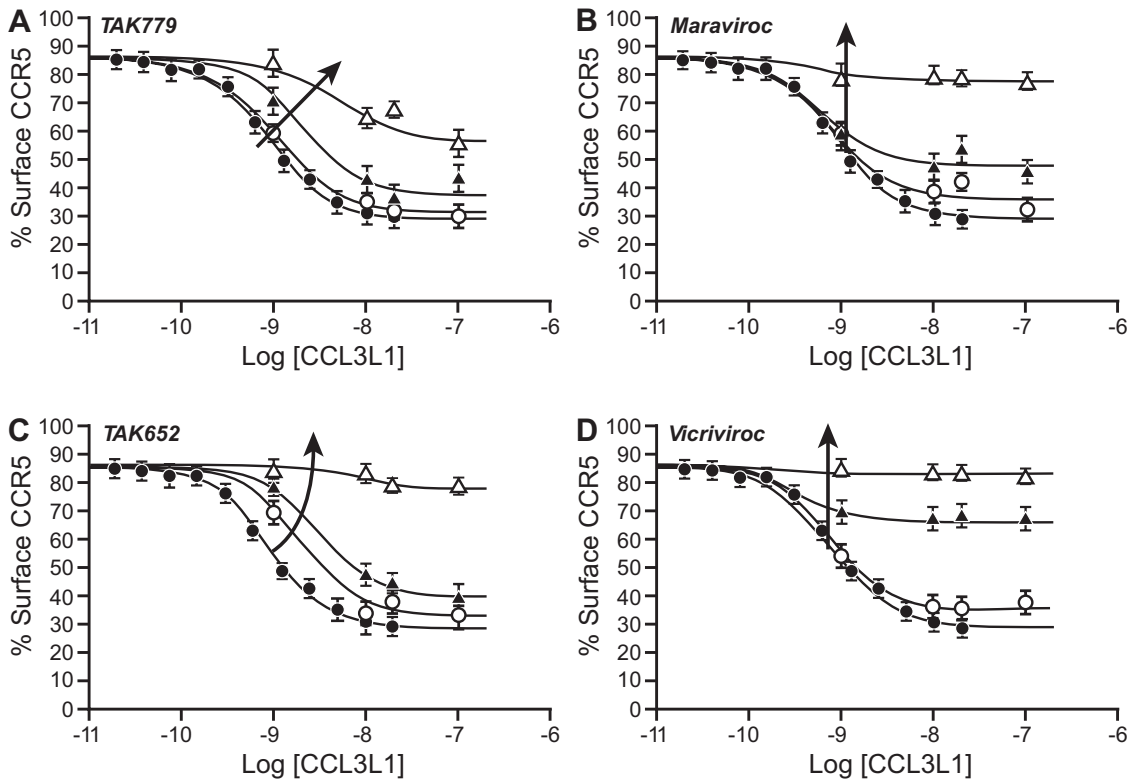 A TAK779
% Surface CCR5
100
90
80
70
60
50
40
30
20
10
0
-11 -10 -9 -8 -7 -6
Log [CCL3L1]
B Maraviroc
% Surface CCR5
100
90
80
70
60
50
40
30
20
10
0
-11 -10 -9 -8 -7 -6
Log [CCL3L1]
C TAK652
% Surface CCR5
100
90
80
70
60
50
40
30
20
10
0
-11 -10 -9 -8 -7 -6
Log [CCL3L1]
D Vicriviroc
% Surface CCR5
100
90
80
70
60
50
40
30
20
10
0
-11 -10 -9 -8 -7 -6
Log [CCL3L1]